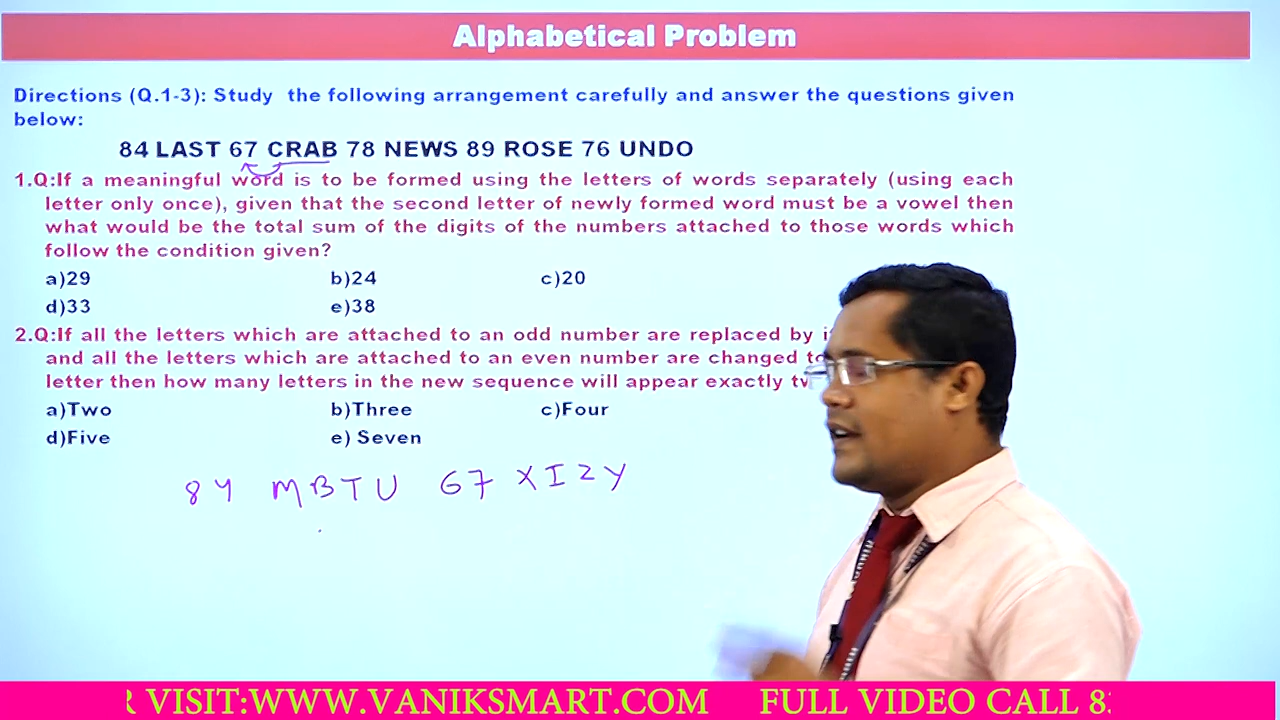 Alphabetical Problem
Directions (Q.1-3): Study the following arrangement carefully and answer the questions given
below:
84 LAST 67 CRAB 78 NEWS 89 ROSE 76 UNDO
1.Q:If a meaningful word is to be formed using the letters of words separately (using each
letter only once), given that the second letter of newly formed word must be a vowel then
what would be the total sum of the digits of the numbers attached to those words which
follow the condition given?
a)29 b)24 c)20
d)33 e)38
2.Q:If all the letters which are attached to an odd number are replaced by
and all the letters which are attached to an even number are changed
letter then how many letters in the new sequence will appear exactly
a)Two b)Three c)Four
d)Five e) Seven
84 MBTU 67 XIZY
VISIT:WWW.VANIKSMART.COM FULL VIDEO CALL